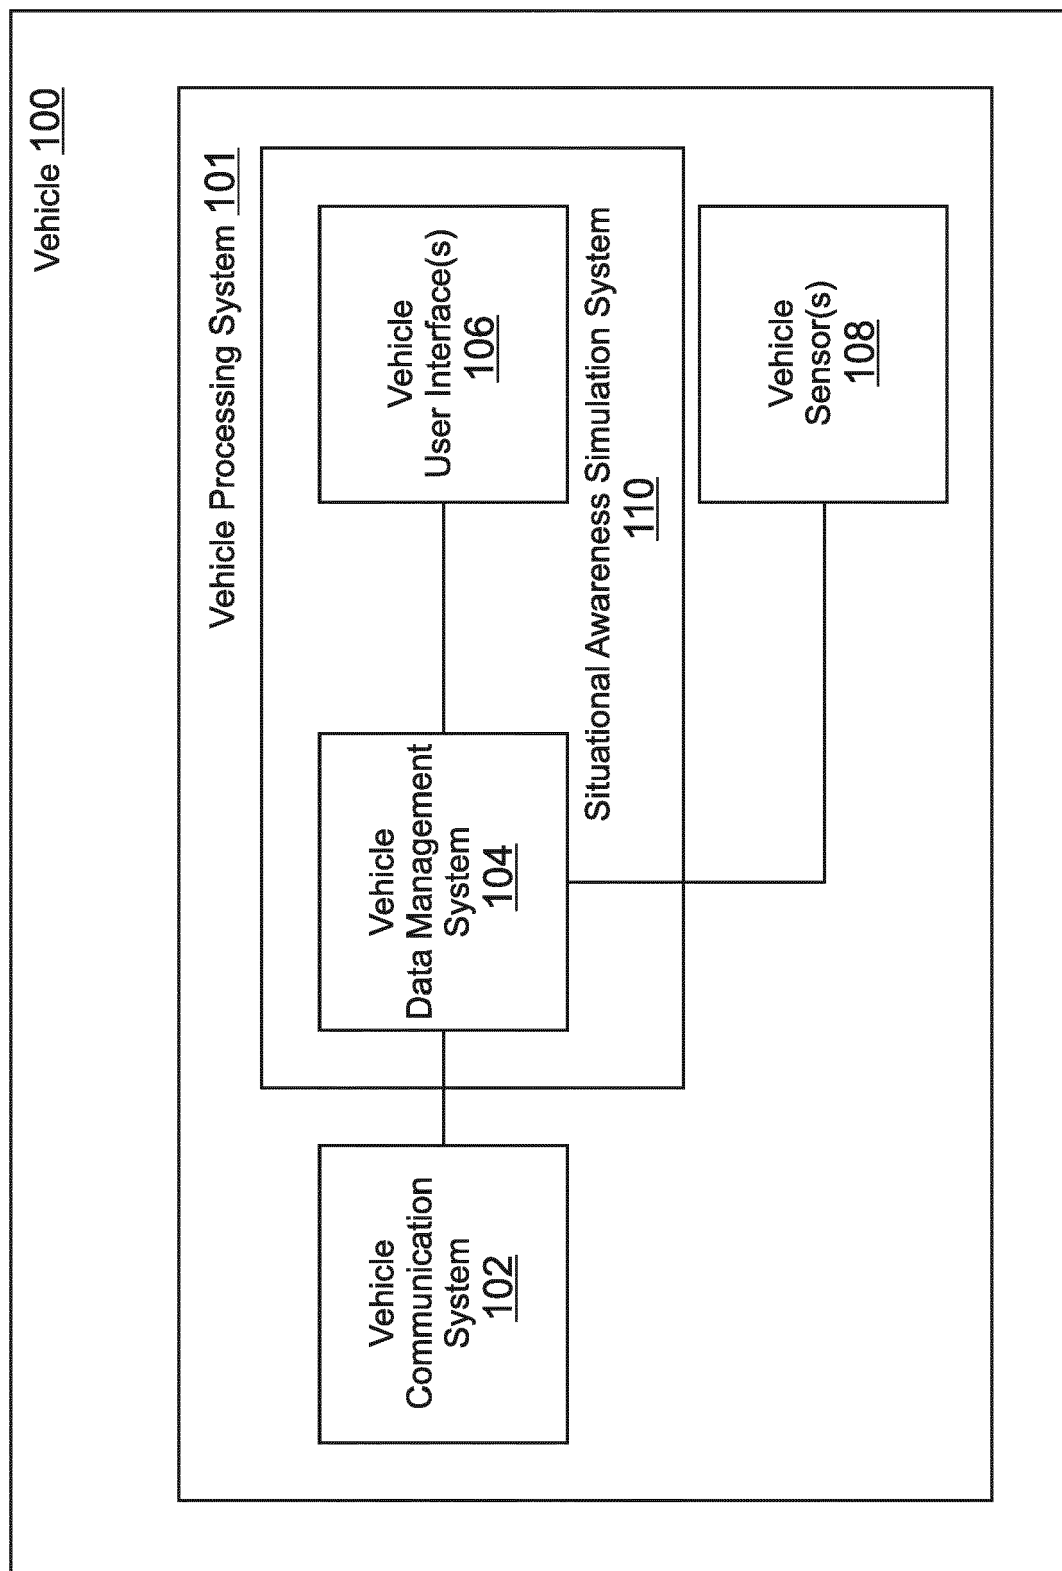 Vehicle 100
Vehicle Processing System 101
Vehicle
Communication
System
102
Vehicle
Data Management
System
104
Vehicle
User Interface(s)
106
Situational Awareness Simulation System
110
Vehicle
Sensor(s)
108